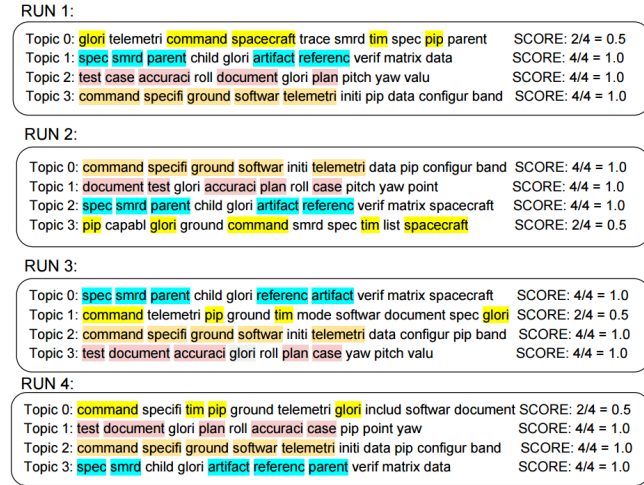 RUN 1:
Topic 0: glori telemetri command spacecraft trace smrd tim spec pip parent SCORE: 2/4 = 0.5
Topic 1: spec smrd parent child glori artifact referenc verif matrix data SCORE: 4/4 = 1.0
Topic 2: test case accuraci roll document glori plan pitch yaw valu SCORE: 4/4 = 1.0
Topic 3: command specifi ground softwar telemetri initi pip data configur band SCORE: 4/4 = 1.0
RUN 2:
Topic 0: command specifi ground softwar initi telemetri data pip configur band SCORE: 4/4 = 1.0
Topic 1: document test glori accuraci plan roll case pitch yaw point SCORE: 4/4 = 1.0
Topic 2: spec smrd parent child glori artifact referenc verif matrix spacecraft SCORE: 4/4 = 1.0
Topic 3: pip capabl glori ground command smrd spec tim list spacecraft SCORE: 2/4 = 0.5
RUN 3:
Topic 0: spec smrd parent child glori referenc artifact verif matrix spacecraft SCORE: 4/4 = 1.0
Topic 1: command telemetri pip ground tim mode softwar document spec glori SCORE: 2/4 = 0.5
Topic 2: command specifi ground softwar initi telemetri data configur pip band SCORE: 4/4 = 1.0
Topic 3: test document accuraci glori roll plan case yaw pitch valu SCORE: 4/4 = 1.0
RUN 4:
Topic 0: command specifi tim pip ground telemetri glori includ softwar document SCORE: 2/4 = 0.5
Topic 1: test document glori plan roll accuraci case pip point yaw SCORE: 4/4 = 1.0
Topic 2: command specifi ground softwar telemetri initi data pip configur band SCORE: 4/4 = 1.0
Topic 3: spec smrd child glori artifact referenc parent verif matrix data SCORE: 4/4 = 1.0